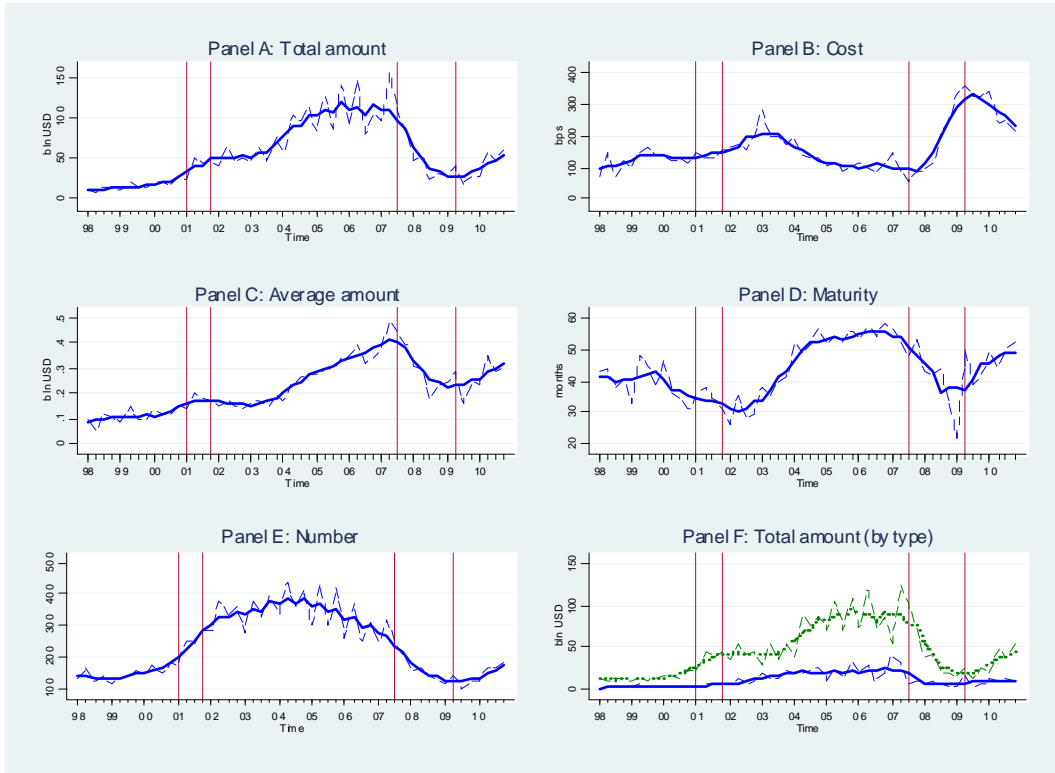 Panel A: Total amount
bln USD
150
100
50
0
98 99 00 01 02 03 04 05 06 07 08 09 10
Time
Panel B: Cost
bp.s
400
300
200
100
0
98 99 00 01 02 03 04 05 06 07 08 09 10
Time
Panel C: Average amount
bln USD
.5
.4
.3
.2
.1
0
98 99 00 01 02 03 04 05 06 07 08 09 10
Time
Panel D: Maturity
months
60
50
40
30
20
98 99 00 01 02 03 04 05 06 07 08 09 10
Time
Panel E: Number
500
400
300
200
100
98 99 00 01 02 03 04 05 06 07 08 09 10
Time
Panel F: Total amount (by type)
bln USD
150
100
50
0
98 99 00 01 02 03 04 05 06 07 08 09 10
Time